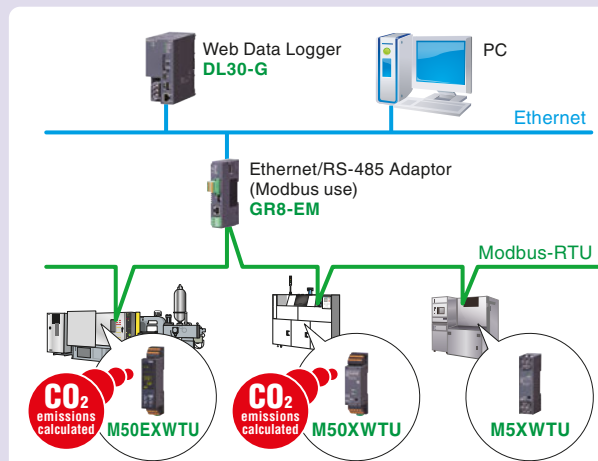 Web Data Logger
DL30-G
PC
Ethernet
Ethernet/RS-485 Adaptor
(Modbus use)
GR8-EM
Modbus-RTU
CO2
emissions
calculated
M50EXWTU
CO2
emissions
calculated
M50XWTU
M5XWTU